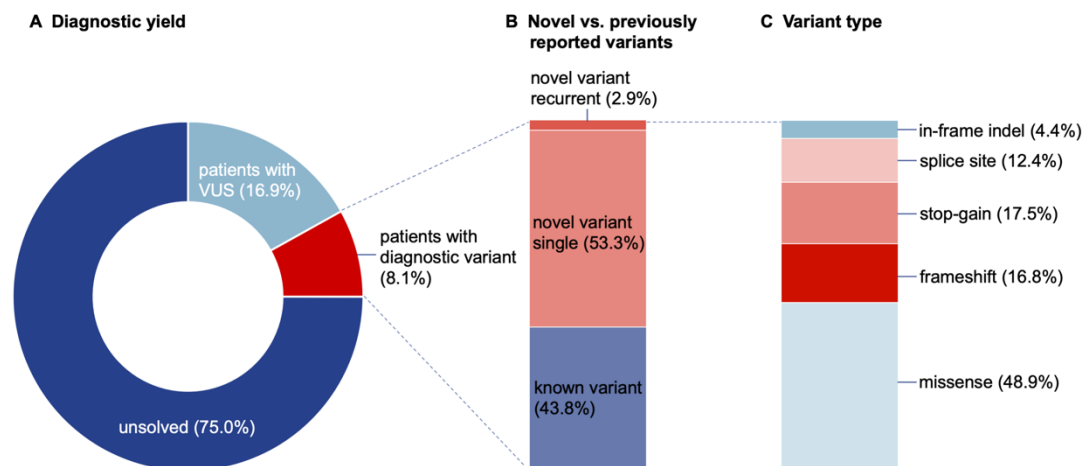 A Diagnostic yield
B Novel vs. previously
reported variants
C Variant type
novel variant
recurrent (2.9%)
patients with
VUS (16.9%)
patients with
diagnostic variant
(8.1%)
unsolved (75.0%)
novel variant
single (53.3%)
known variant
(43.8%)
in-frame indel (4.4%)
splice site (12.4%)
stop-gain (17.5%)
frameshift (16.8%)
missense (48.9%)